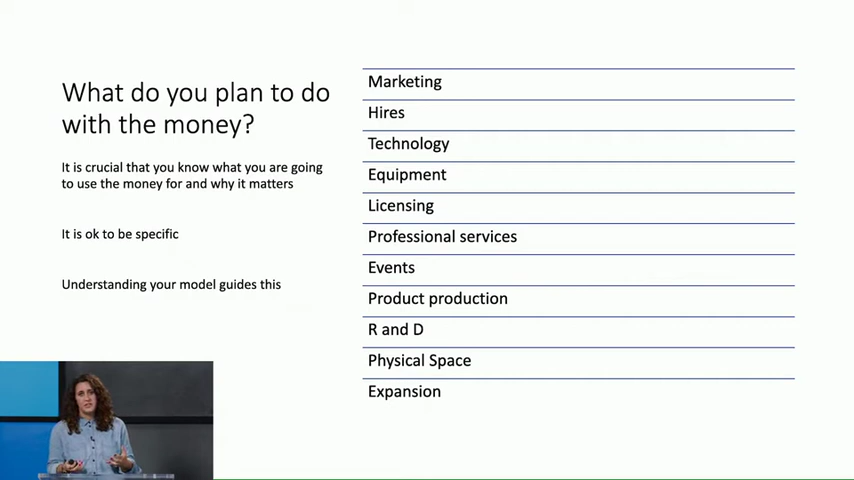 What do you plan to do
with the money?
It is crucial that you know what you are going
to use the money for and why it matters
It is ok to be specific
Understanding your model guides this
Marketing
Hires
Technology
Equipment
Licensing
Professional services
Events
Product production
R and D
Physical Space
Expansion